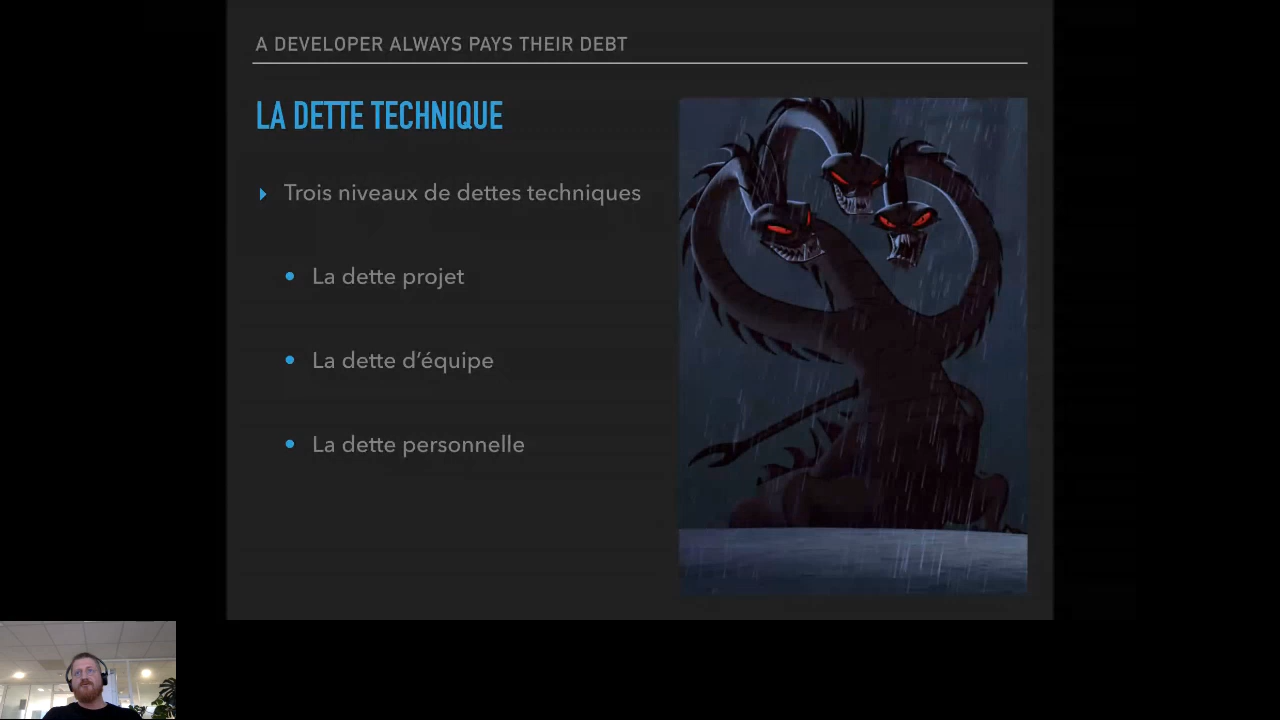 A DEVELOPER ALWAYS PAYS THEIR DEBT
LA DETTE TECHNIQUE
Trois niveaux de dettes techniques
La dette projet
La dette d’équipe
La dette personnelle